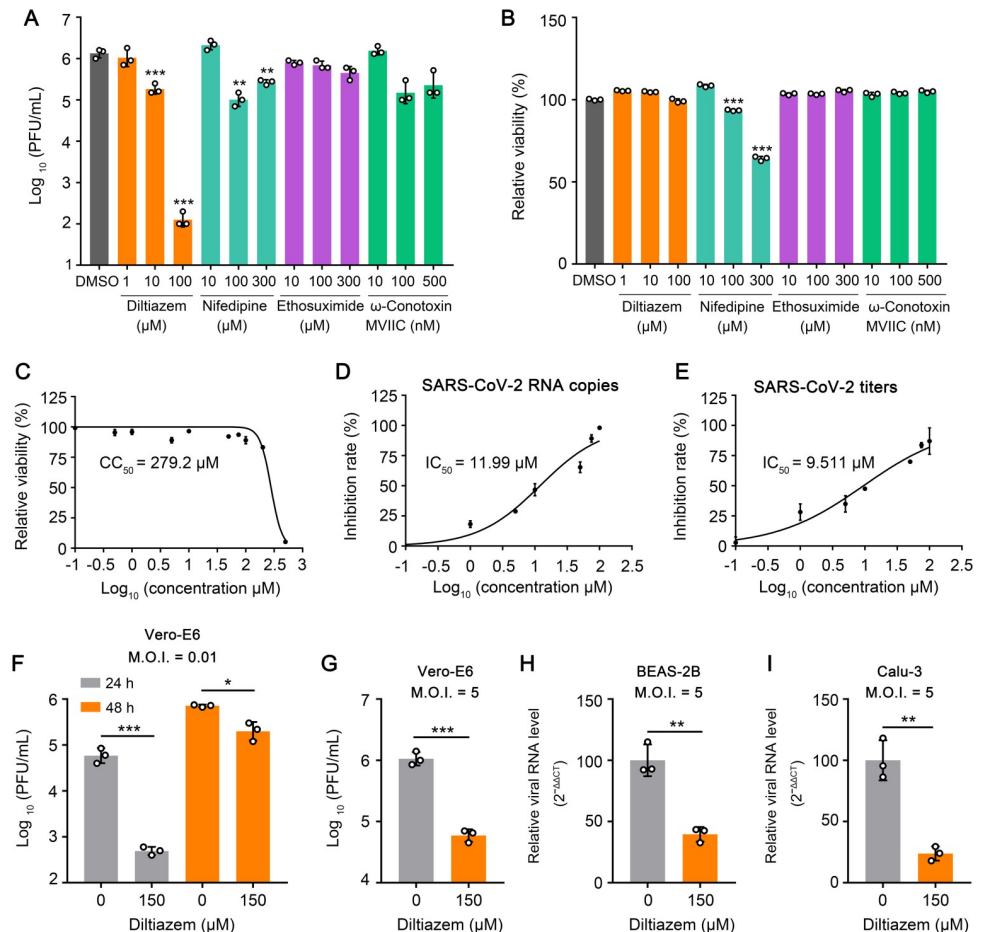 A
Log 10 (PFU/mL)
7
6
5
4
3
2
1
*** *** ** **
DMSO 1 10 100 10 100 300 10 100 300 10 100 500
Diltiazem Nifedipine Ethosuximide ω-Conotoxin
(µM) (µM) (µM) MVIIC (nM)
B
Relative viability (%)
150
100
50
0
*** ***
DMSO 1 10 100 10 100 300 10 100 300 10 100 500
Diltiazem Nifedipine Ethosuximide ω-Conotoxin
(µM) (µM) (µM) MVIIC (nM)
C
Relative viability (%)
125
100
75
50
25
0
CC50 = 279.2 µM
-1 -0.5 0 0.5 1 1.5 2 2.5 3
Log10 (concentration µM)
D
SARS-CoV-2 RNA copies
Inhibition rate (%)
125
100
75
50
25
0
IC50 = 11.99 µM
-1 -0.5 0 0.5 1 1.5 2 2.5
Log10 (concentration µM)
E
SARS-CoV-2 titers
Inhibition rate (%)
125
100
75
50
25
0
IC50 = 9.511 µM
-1 -0.5 0 0.5 1 1.5 2 2.5
Log10 (concentration µM)
F
Vero-E6
M.O.I. = 0.01
24 h
48 h
Log 10 (PFU/mL)
6
5
4
3
2
*** *
0 150 0 150
Diltiazem (µM)
G
Vero-E6
M.O.I. = 5
Log 10 (PFU/mL)
7
6
5
4
***
0 150
Diltiazem (µM)
H
BEAS-2B
M.O.I. = 5
Relative viral RNA level
(2−ΔΔCT)
150
100
50
0
**
0 150
Diltiazem (µM)
I
Calu-3
M.O.I. = 5
Relative viral RNA level
(2−ΔΔCT)
150
100
50
0
**
0 150
Diltiazem (µM)